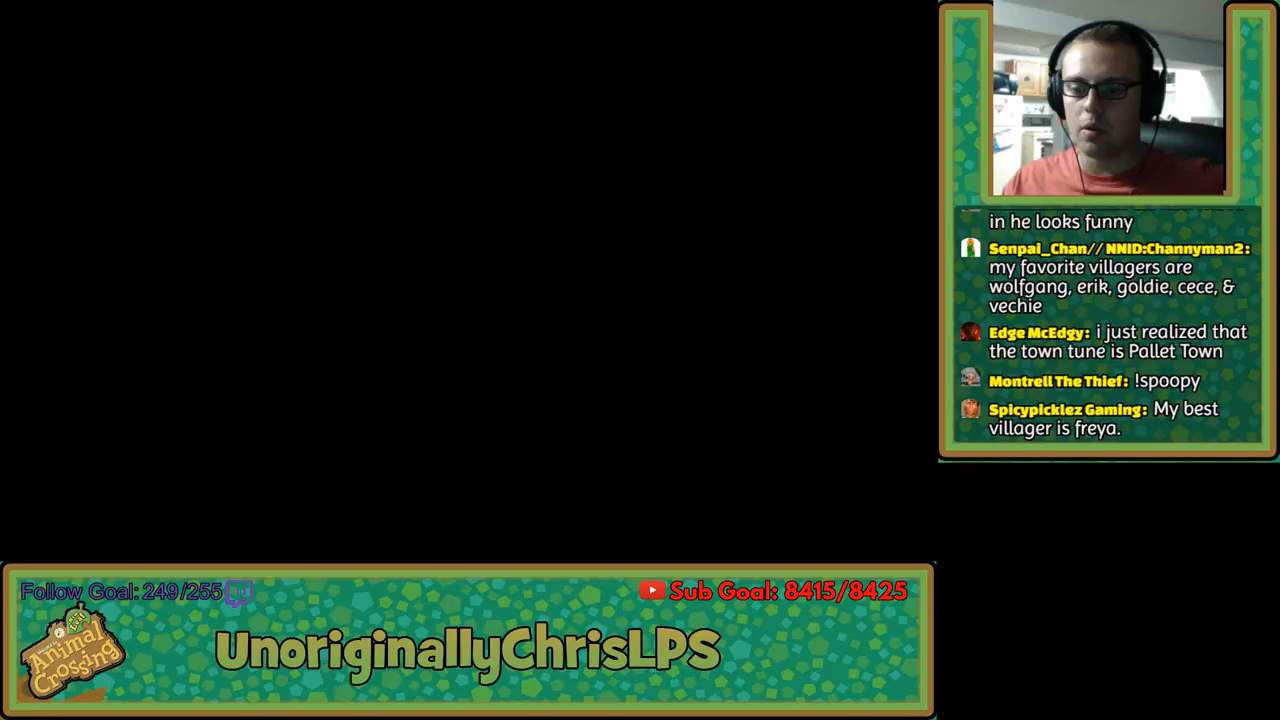 in he looks funny
Senpai_Chan// NNID:Channyman2:
my favorite villagers are
wolfgang, erik, goldie, cece, &
vechie
Edge McEdgy: i just realized that
the town tune is Pallet Town
Montrell The Thief: !spoopy
Spicypicklez Gaming: My best
villager is freya.
Follow Goal: 249/255
Sub Goal: 8415/8425
Animal
Crossing
UnoriginallyChrisLPS